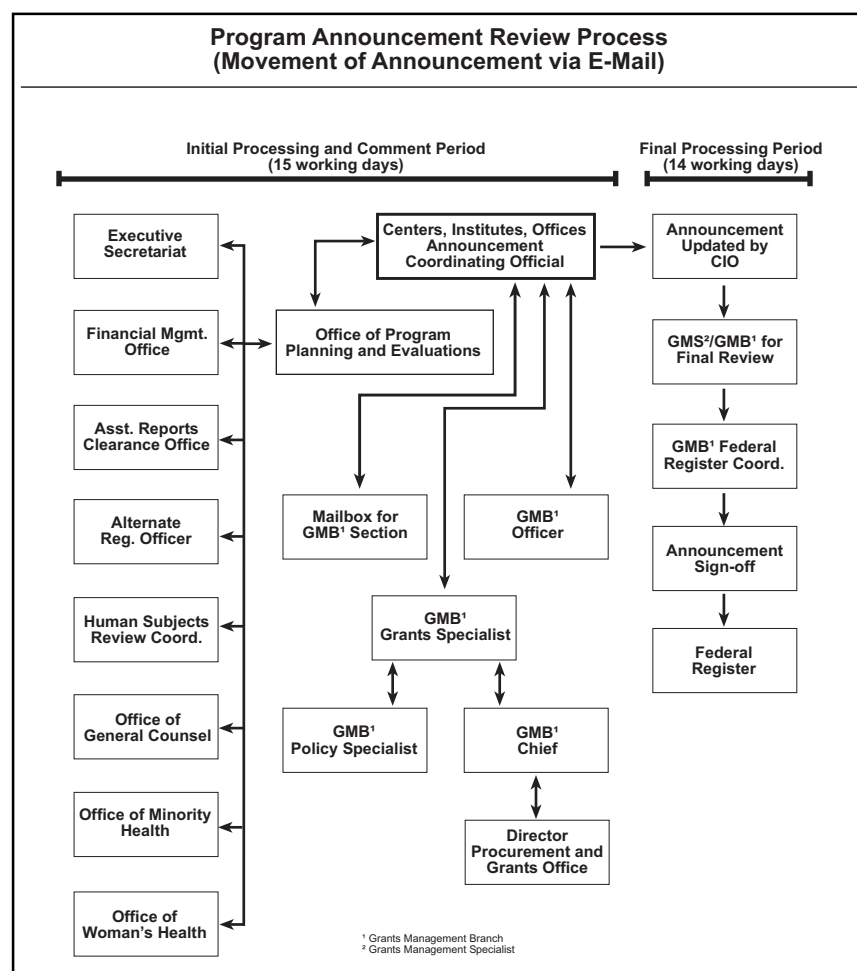 Program Announcement Review Process
(Movement of Announcement via E-Mail)
Initial Processing and Comment Period
(15 working days)
Final Processing Period
(14 working days)
Executive
Secretariat
Centers, Institutes, Offices
Announcement
Coordinating Official
Announcement
Updated by
CIO
Financial Mgmt.
Office
Office of Program
Planning and Evaluations
GMS²/GMB¹ for
Final Review
Asst. Reports
Clearance Office
GMB¹ Federal
Register Coord.
Alternate
Reg. Officer
Mailbox for
GMB¹ Section
GMB¹
Officer
Announcement
Sign-off
Human Subjects
Review Coord.
GMB¹
Grants Specialist
Federal
Register
Office of
General Counsel
GMB¹
Policy Specialist
GMB¹
Chief
Office of Minority
Health
Director
Procurement and
Grants Office
Office of
Woman's Health
¹ Grants Management Branch
² Grants Management Specialist